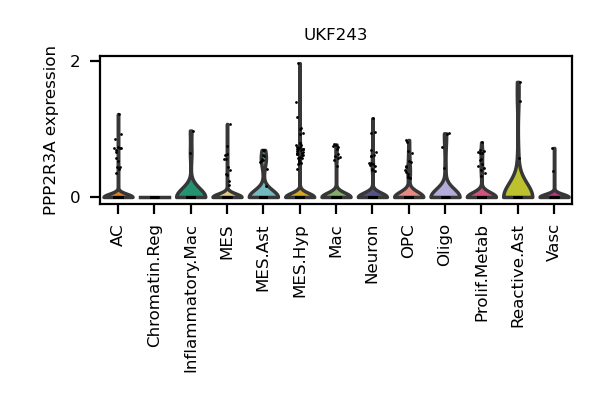 UKF243
PPP2R3A expression
2
0
AC
Chromatin.Reg
Inflammatory.Mac
MES
MES.Ast
MES.Hyp
Mac
Neuron
OPC
Oligo
Prolif.Metab
Reactive.Ast
Vasc